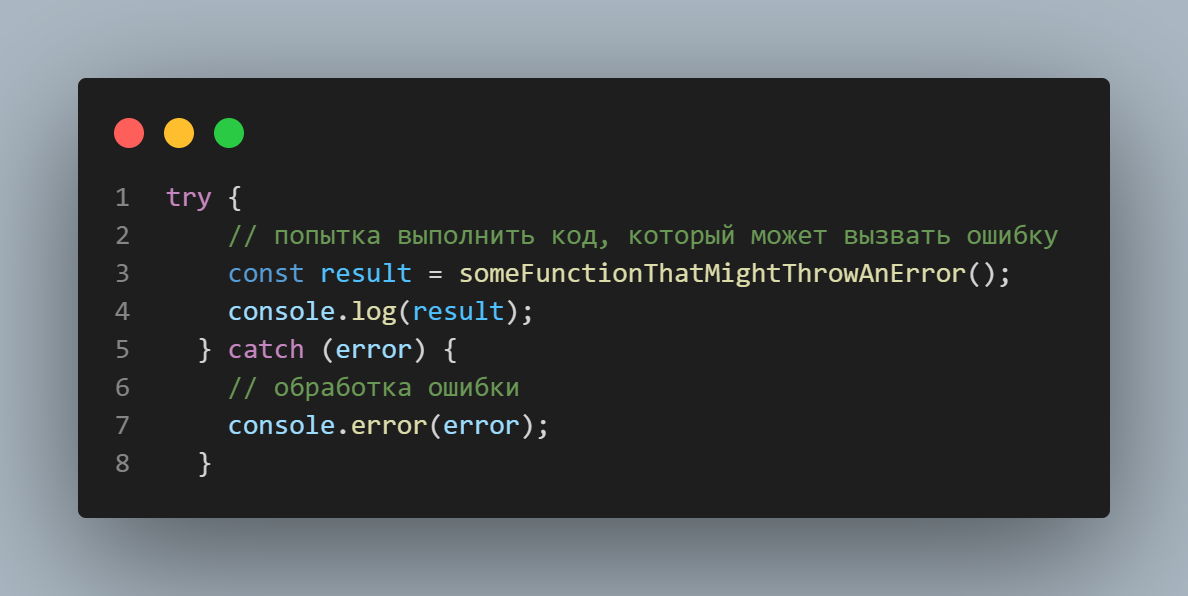 1 try {
2     // попытка выполнить код, который может вызвать ошибку
3     const result = someFunctionThatMightThrowAnError();
4     console.log(result);
5   } catch (error) {
6     // обработка ошибки
7     console.error(error);
8   }